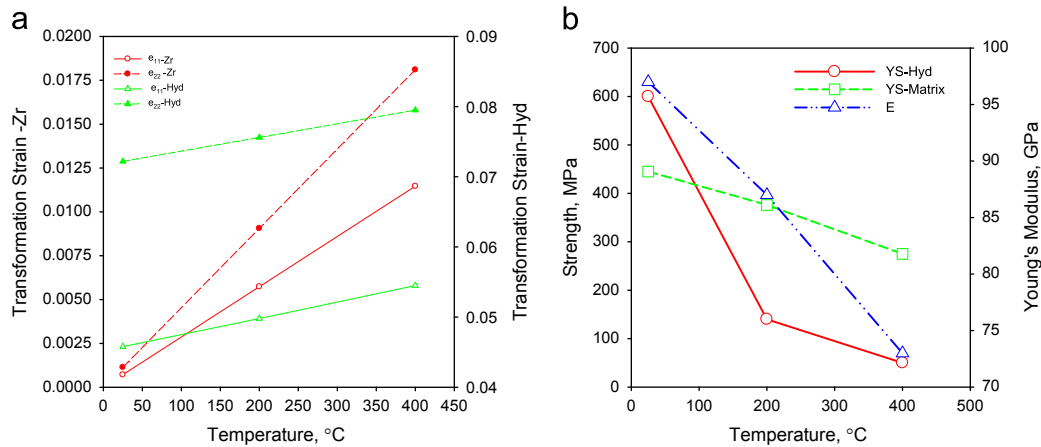 a
Transformation Strain -Zr
0.0200
0.0175
0.0150
0.0125
0.0100
0.0075
0.0050
0.0025
0.0000
e11-Zr
e22 -Zr
e11-Hyd
e22-Hyd
0.09
0.08
0.07
0.06
0.05
0.04
Transformation Strain-Hyd
0 50 100 150 200 250 300 350 400 450
Temperature, °C
b
Strength, MPa
700
600
500
400
300
200
100
0
YS-Hyd
YS-Matrix
E
100
95
90
85
80
75
70
Young's Modulus, GPa
0 100 200 300 400 500
Temperature, °C